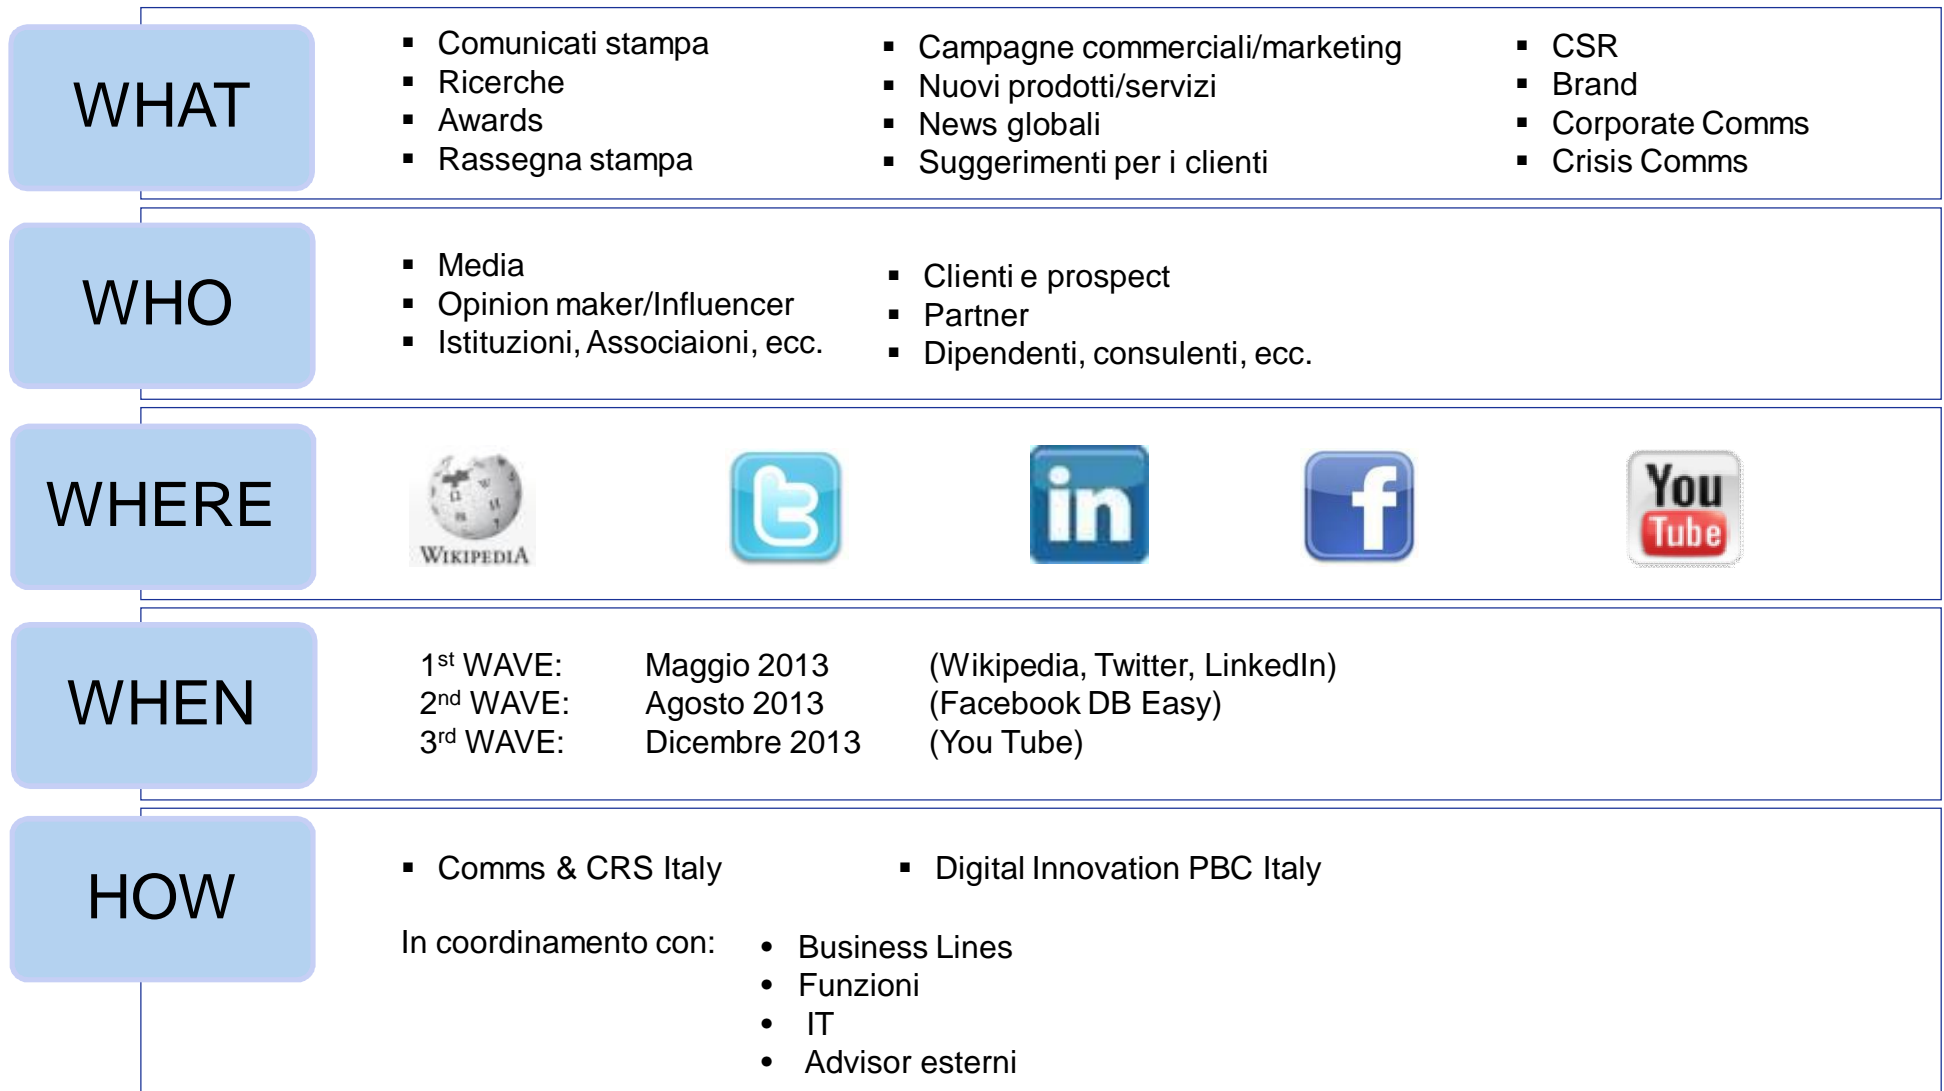 WHAT
▪ Comunicati stampa
▪ Ricerche
▪ Awards
▪ Rassegna stampa
▪ Campagne commerciali/marketing
▪ Nuovi prodotti/servizi
▪ News globali
▪ Suggerimenti per i clienti
▪ CSR
▪ Brand
▪ Corporate Comms
▪ Crisis Comms
WHO
▪ Media
▪ Opinion maker/Influencer
▪ Istituzioni, Associaioni, ecc.
▪ Clienti e prospect
▪ Partner
▪ Dipendenti, consulenti, ecc.
WHERE
WIKIPEDIA
t
in
f
You
Tube
WHEN
1st WAVE: Maggio 2013 (Wikipedia, Twitter, LinkedIn)
2nd WAVE: Agosto 2013 (Facebook DB Easy)
3rd WAVE: Dicembre 2013 (You Tube)
HOW
▪ Comms & CRS Italy
▪ Digital Innovation PBC Italy
In coordinamento con:
• Business Lines
• Funzioni
• IT
• Advisor esterni